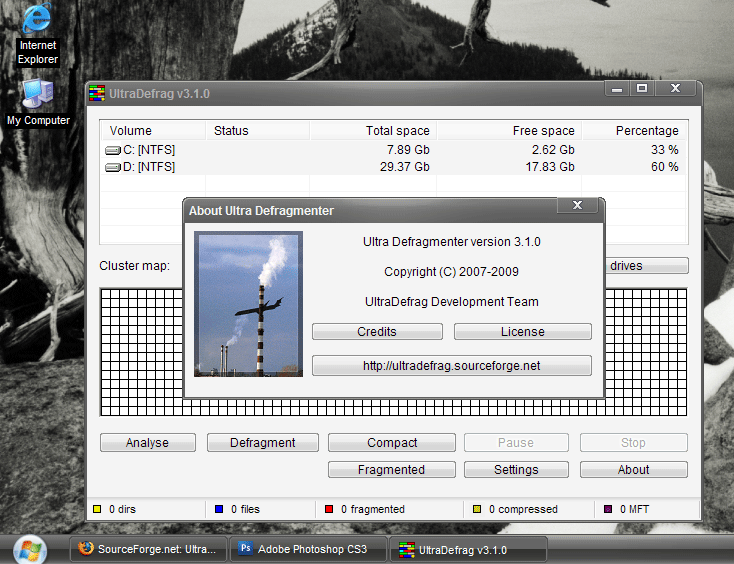 Internet
Explorer
My Computer
UltraDefrag v3.1.0
Volume Status Total space Free space Percentage
C: [NTFS] 7.89 Gb 2.62 Gb 33 %
D: [NTFS] 29.37 Gb 17.83 Gb 60 %
About Ultra Defragmenter
Ultra Defragmenter version 3.1.0
Copyright (C) 2007-2009
UltraDefrag Development Team
Credits License
http://ultradefrag.sourceforge.net
Cluster map: drives
Analyse Defragment Compact Pause Stop
Fragmented Settings About
0 dirs 0 files 0 fragmented 0 compressed 0 MFT
SourceForge.net: Ultra... Ps Adobe Photoshop CS3 UltraDefrag v3.1.0